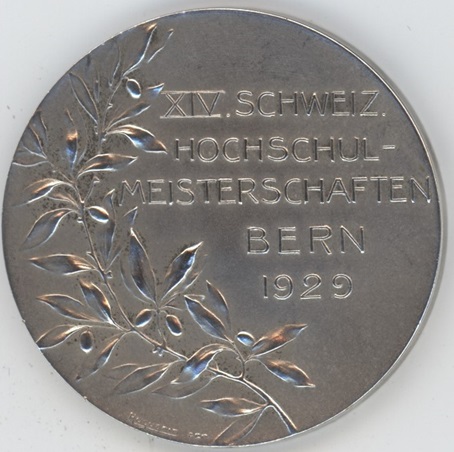 XIV. SCHWEIZ.
HOCHSCHUL-
MEISTERSCHAFTEN
BERN
1929